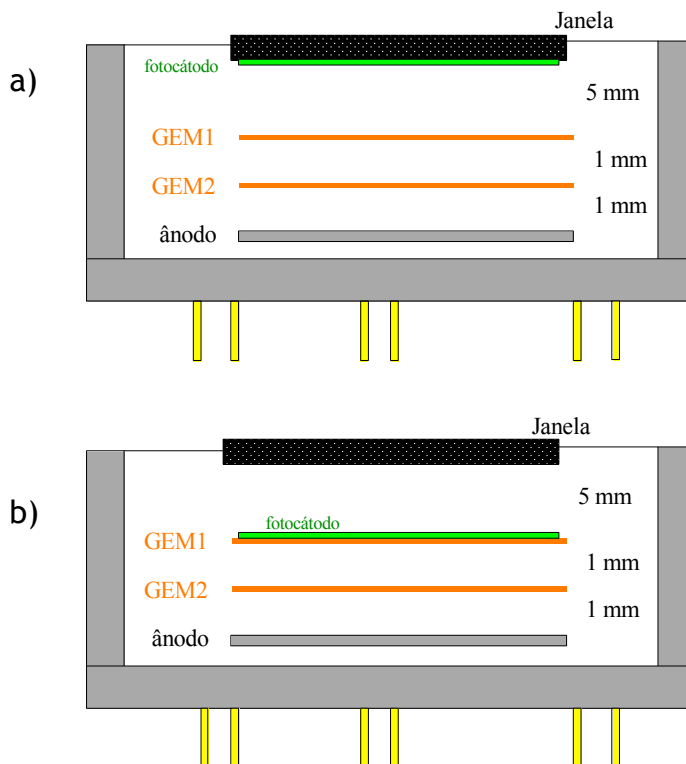 Janela
a)
fotocátodo
5 mm
GEM1
1 mm
GEM2
1 mm
ânodo
Janela
b)
5 mm
fotocátodo
GEM1
1 mm
GEM2
1 mm
ânodo